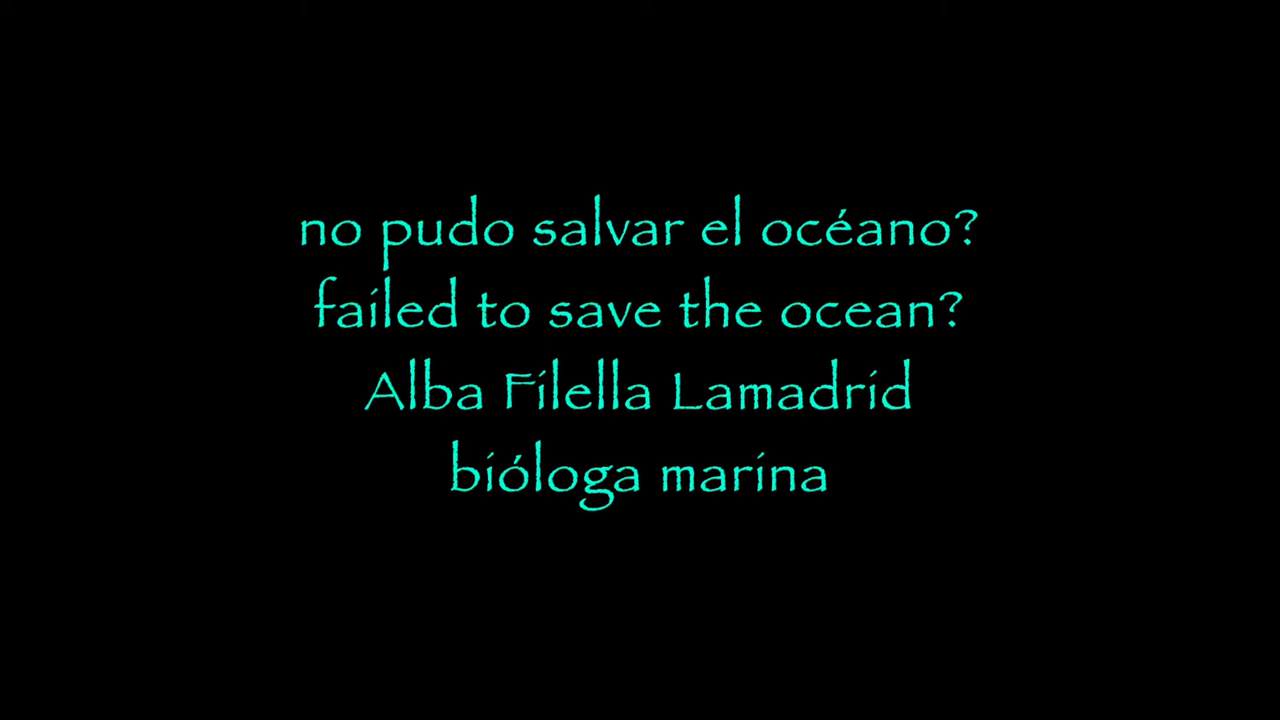 no pudo salvar el océano?
failed to save the ocean?
Alba Filella Lamadrid
bióloga marina